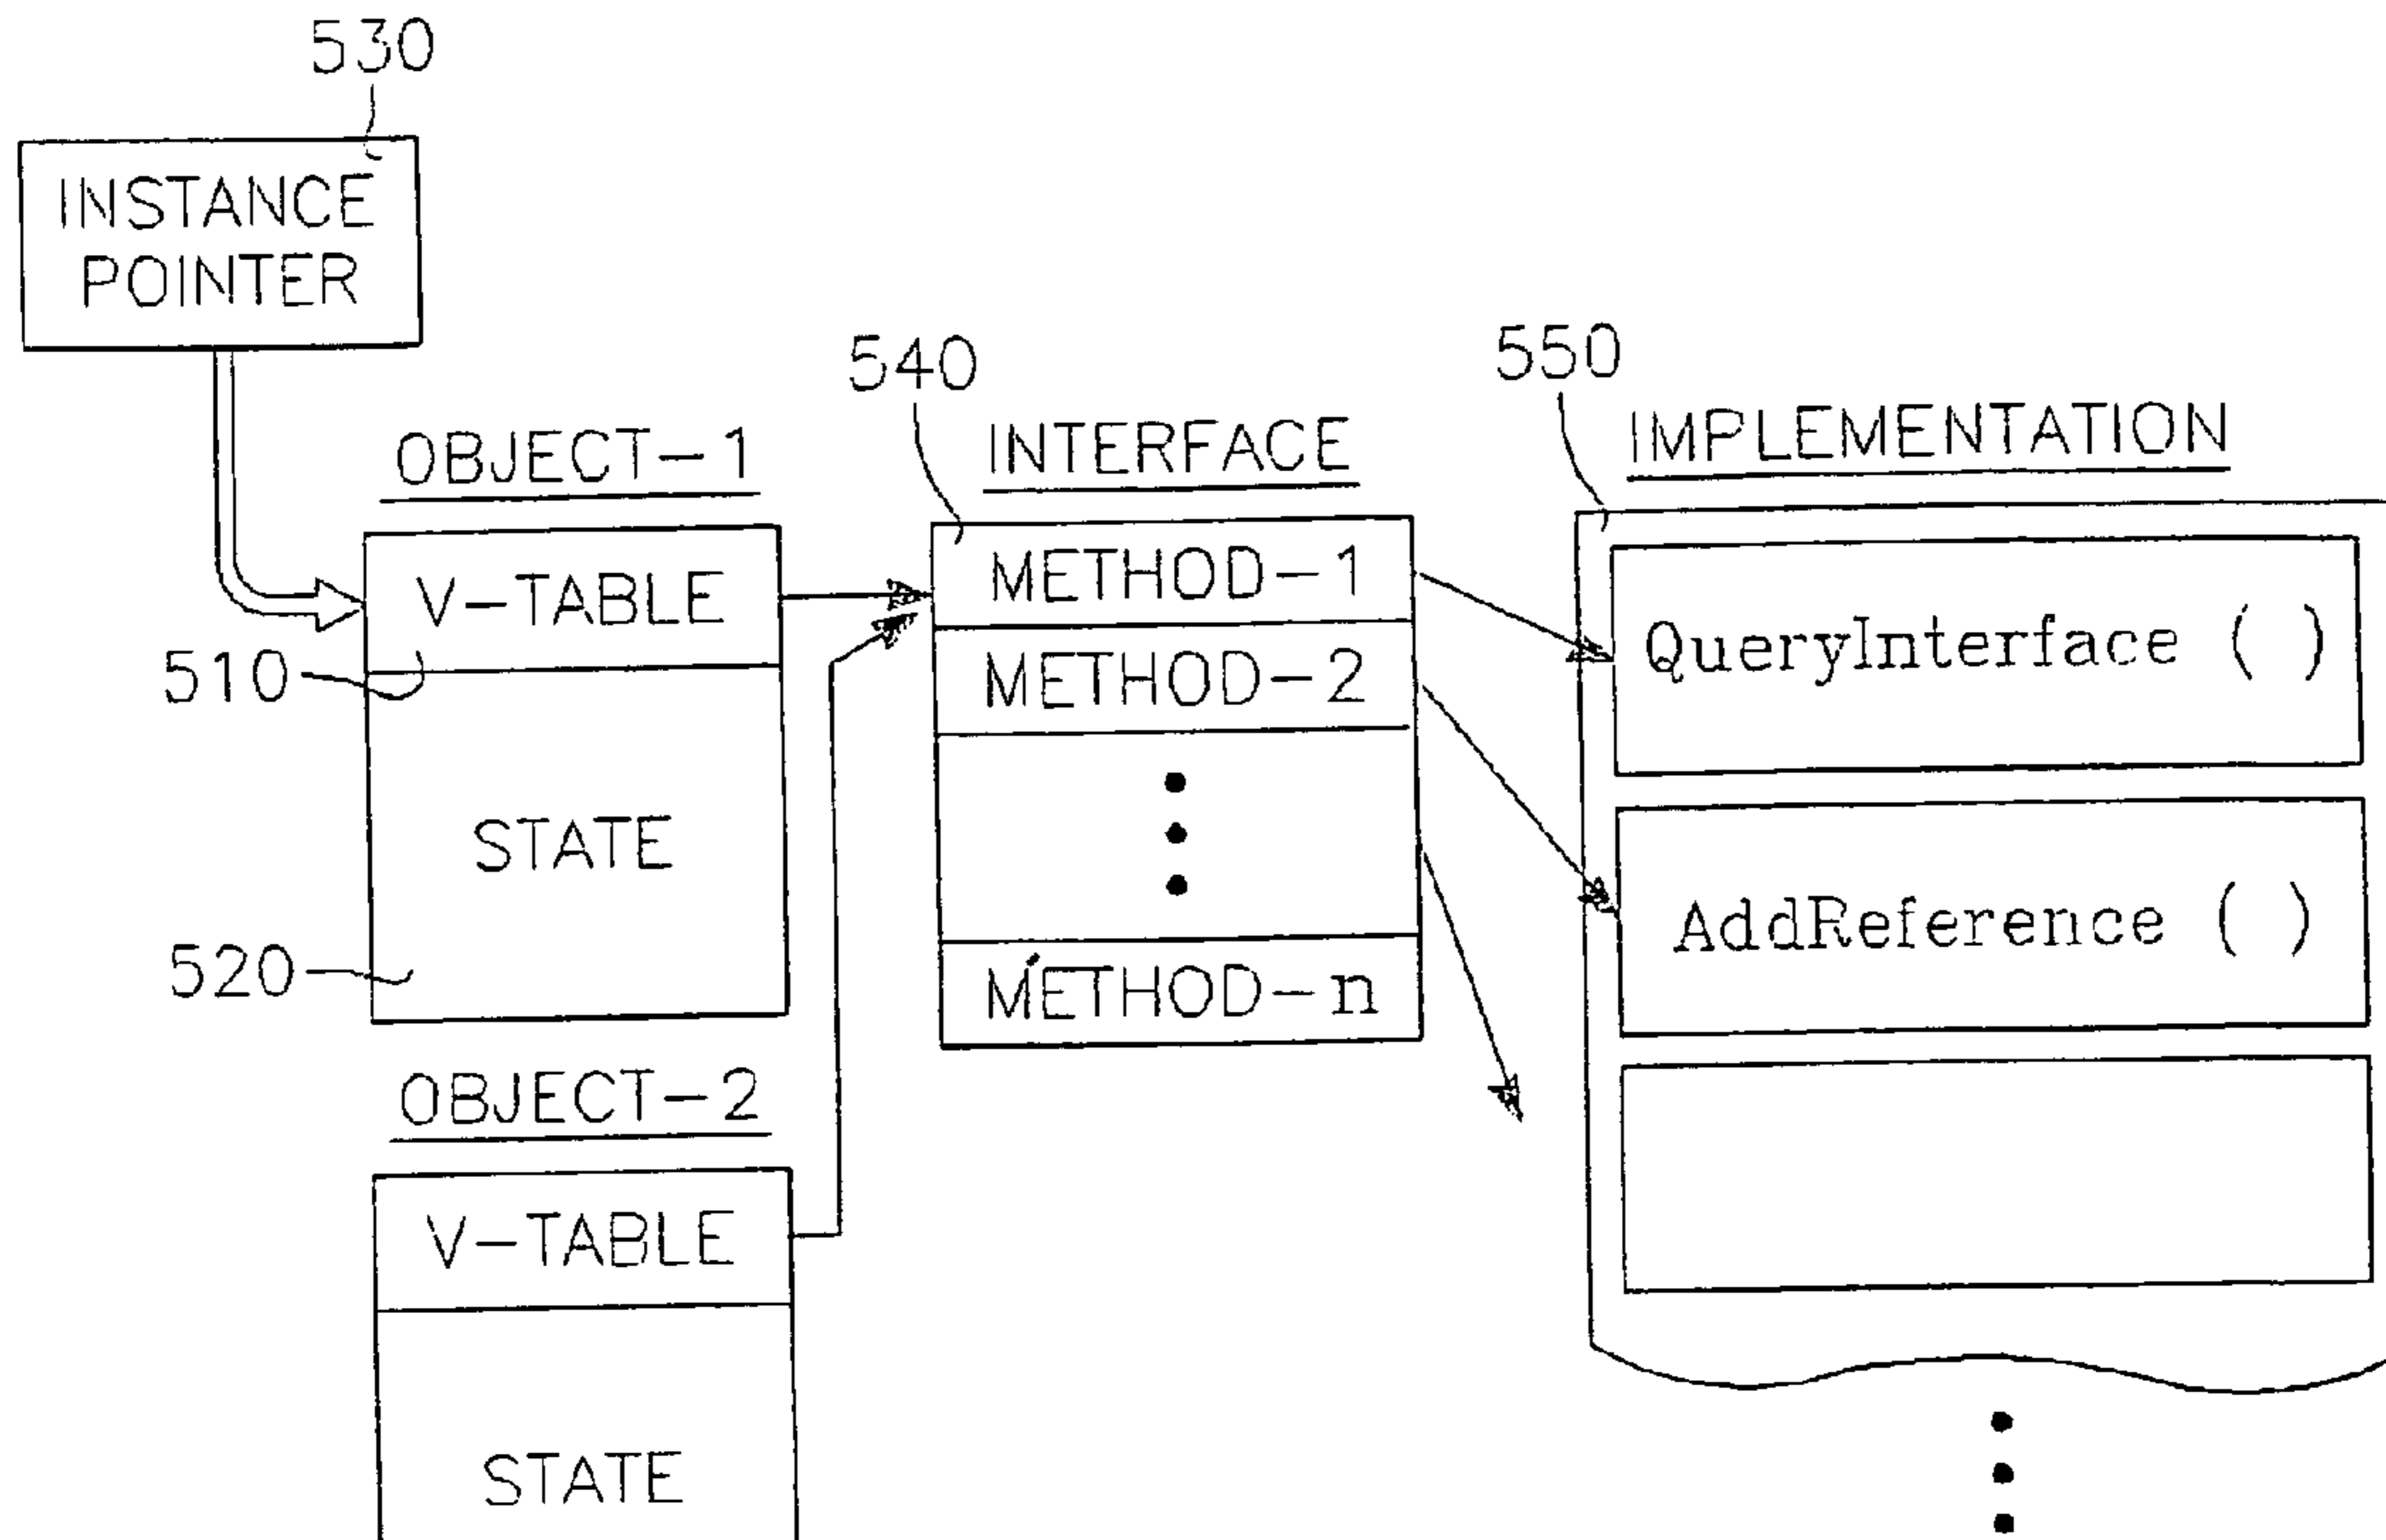 530
INSTANCE
POINTER
540
550
OBJECT-1
INTERFACE
IMPLEMENTATION
V-TABLE
METHOD-1
QueryInterface ( )
510
METHOD-2
STATE
AddReference ( )
520
METHOD-n
OBJECT-2
V-TABLE
STATE